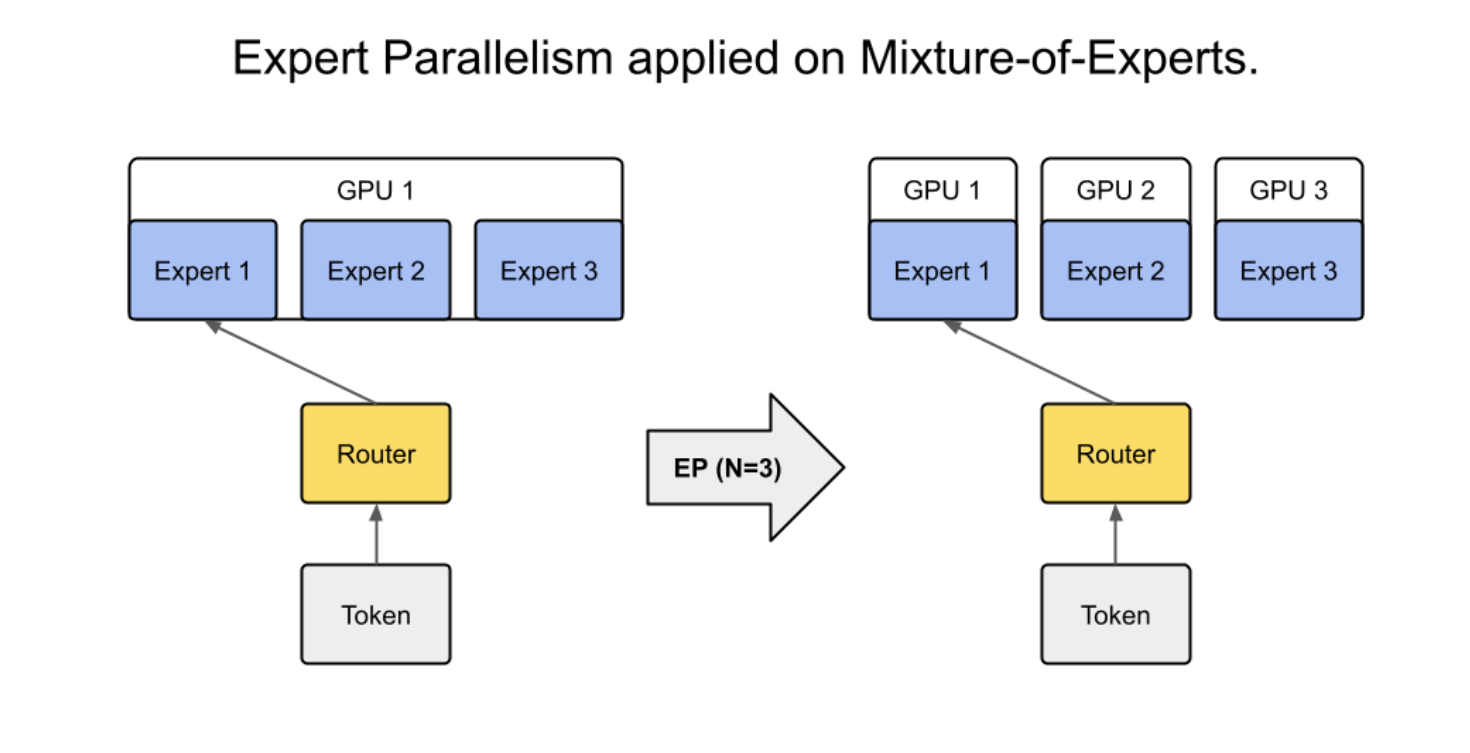 Expert Parallelism applied on Mixture-of-Experts.
GPU 1
Expert 1
Expert 2
Expert 3
Router
Token
EP (N=3)
GPU 1
GPU 2
GPU 3
Expert 1
Expert 2
Expert 3
Router
Token